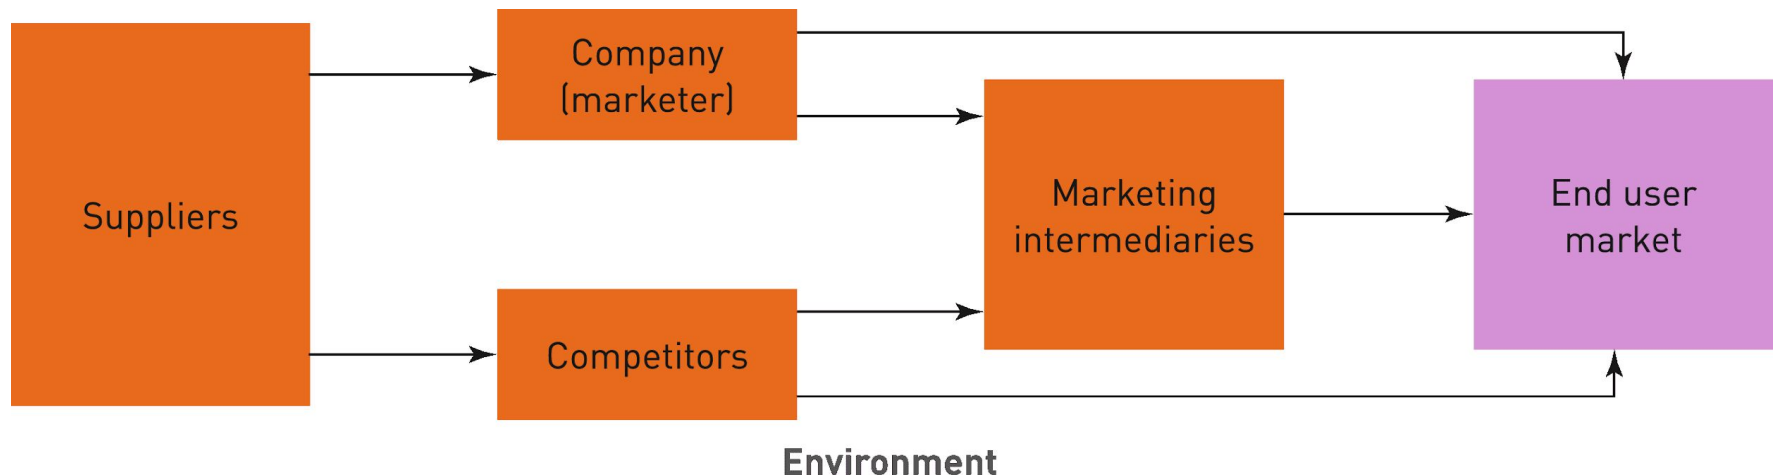 Suppliers
Company
(marketer)
Competitors
Marketing
intermediaries
End user
market
Environment